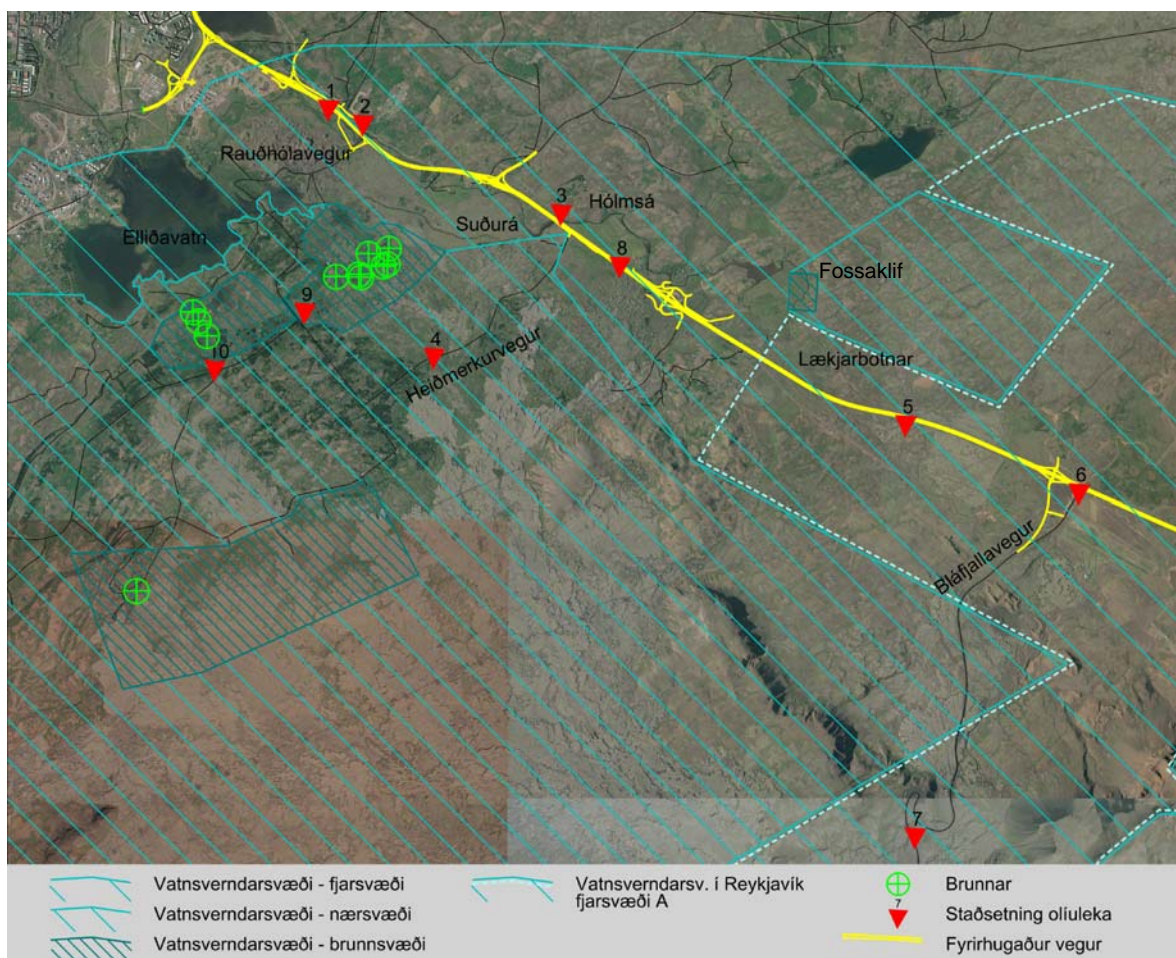 1
2
Rauðhólavegur
3
Hólmsá
Suðurá
Elliðavatn
8
Fossaklif
9
4
10
Heiðmerkurvegur
Lækjarbotnar
5
6
Bláfjallavegur
7
Vatnsverndarsvæði - fjarsvæði
Vatnsverndarsvæði - nærsvæði
Vatnsverndarsvæði - brunnsvæði
Vatnsverndarsv. í Reykjavík
fjarsvæði A
Brunnar
7
Staðsetning olíuleka
Fyrirhugaður vegur